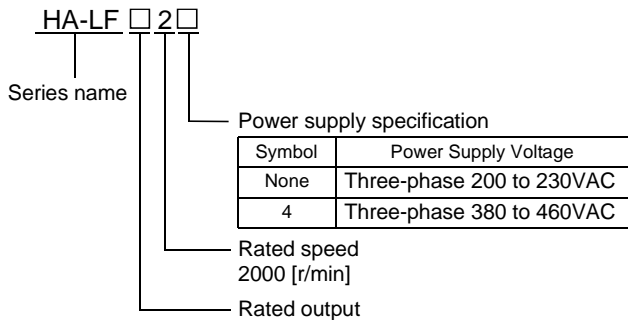 HA-LF □ 2 □
Series name
Power supply specification
Symbol Power Supply Voltage
None Three-phase 200 to 230VAC
4 Three-phase 380 to 460VAC
Rated speed
2000 [r/min]
Rated output